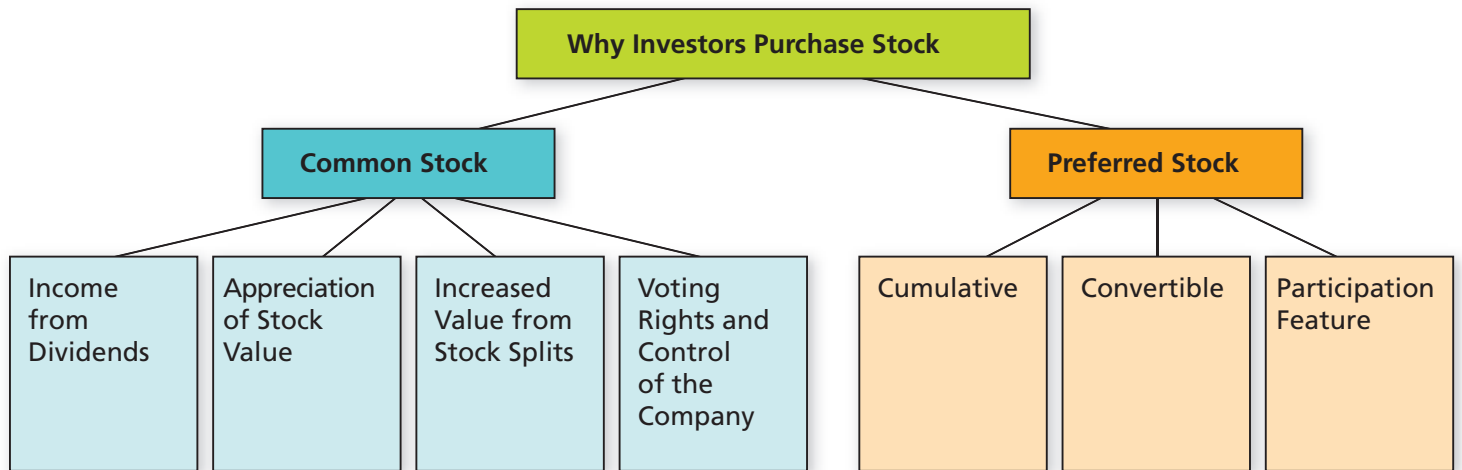 Why Investors Purchase Stock
Common Stock
Preferred Stock
Income
from
Dividends
Appreciation
of Stock
Value
Increased
Value from
Stock Splits
Voting
Rights and
Control
of the
Company
Cumulative
Convertible
Participation
Feature